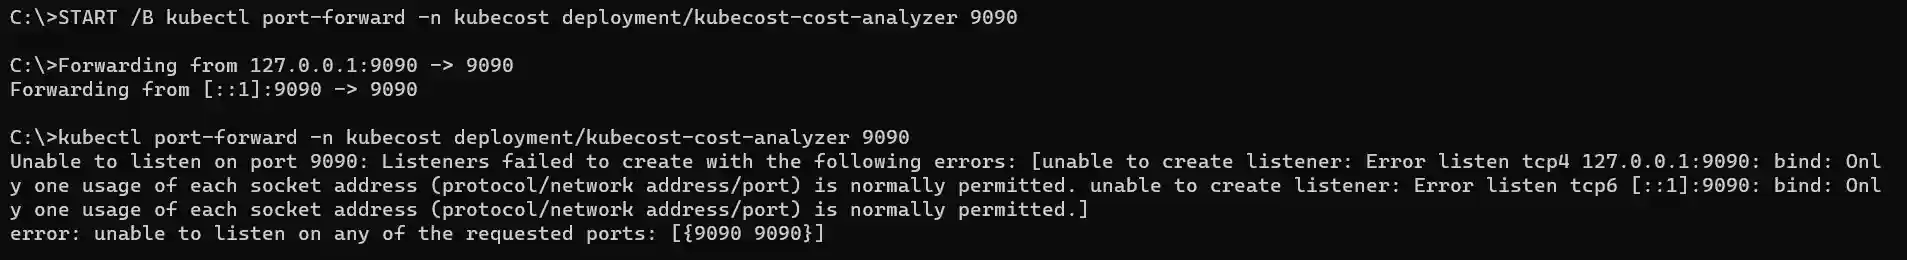 C:\>START /B kubectl port-forward -n kubecost deployment/kubecost-cost-analyzer 9090
C:\>Forwarding from 127.0.0.1:9090 -> 9090
Forwarding from [::1]:9090 -> 9090
C:\>kubectl port-forward -n kubecost deployment/kubecost-cost-analyzer 9090
Unable to listen on port 9090: Listeners failed to create with the following errors: [unable to create listener: Error listen tcp4 127.0.0.1:9090: bind: Onl
y one usage of each socket address (protocol/network address/port) is normally permitted. unable to create listener: Error listen tcp6 [::1]:9090: bind: Onl
y one usage of each socket address (protocol/network address/port) is normally permitted.]
error: unable to listen on any of the requested ports: [{9090 9090}]